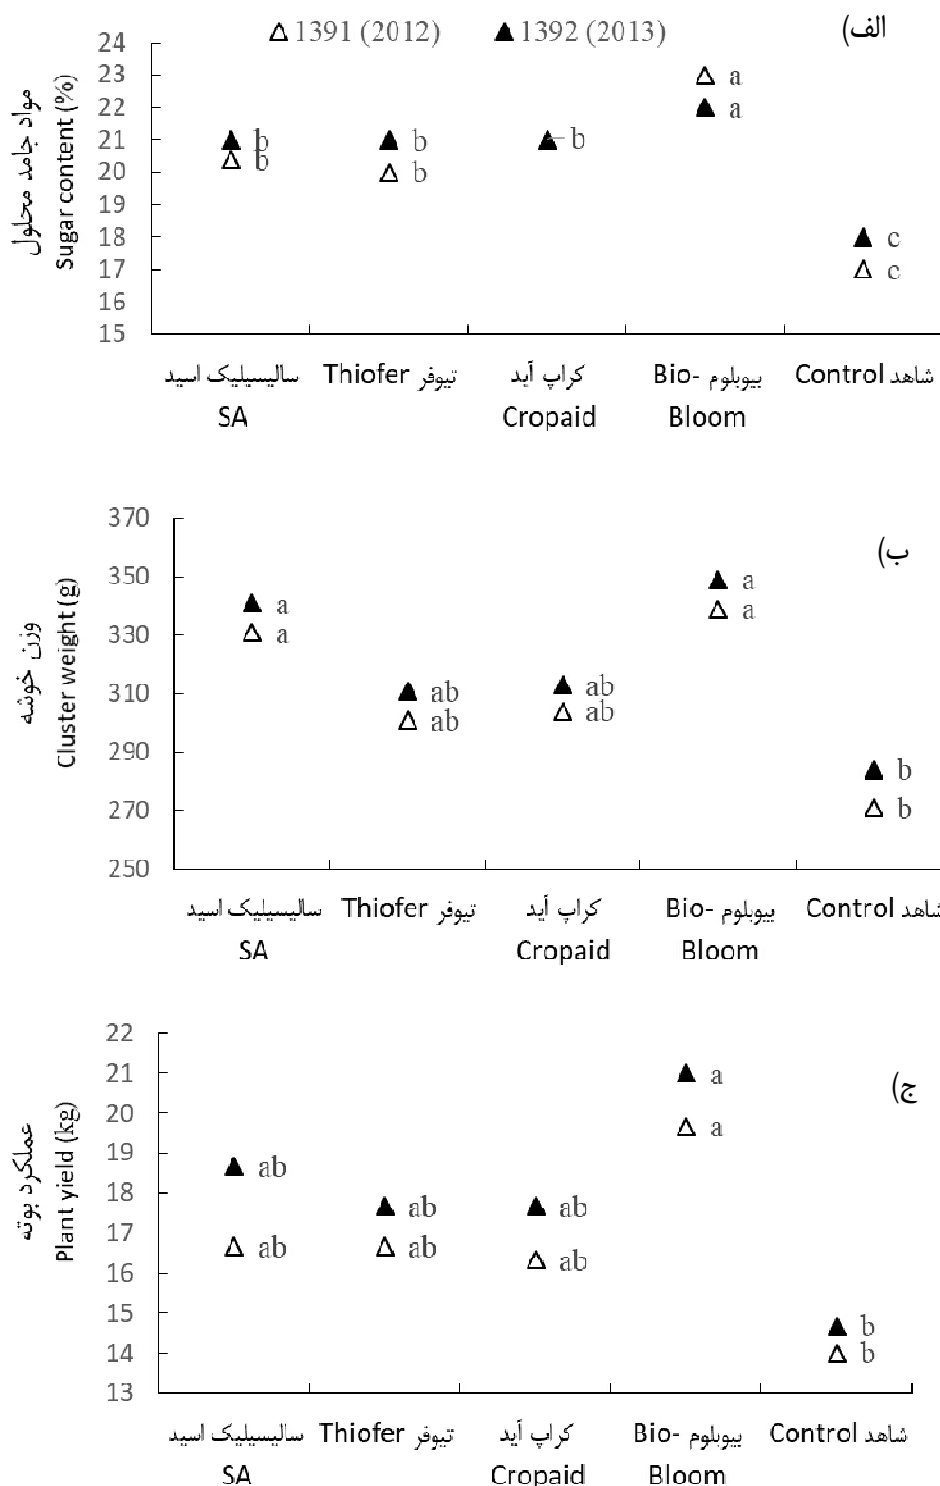 1391 (2012) 1392 (2013)
الف)
مواد جامد محلول
Sugar content (%)
24
23
22
21
20
19
18
17
16
15
b
b
b
b
b
a
a
c
c
سالیسیلیک اسید Thiofer تیوفر کراپ آید Bio- بیوبلوم Control شاهد
SA Cropaid Bloom
ب)
وزن خوشه
Cluster weight (g)
370
350
330
310
290
270
250
a
a
ab
ab
ab
ab
a
a
b
b
سالیسیلیک اسید Thiofer تیوفر کراپ آید Bio- بیوبلوم Control شاهد
SA Cropaid Bloom
ج)
عملکرد بوته
Plant yield (kg)
22
21
20
19
18
17
16
15
14
13
ab
ab
ab
ab
ab
ab
a
a
b
b
سالیسیلیک اسید Thiofer تیوفر کراپ آید Bio- بیوبلوم Control شاهد
SA Cropaid Bloom